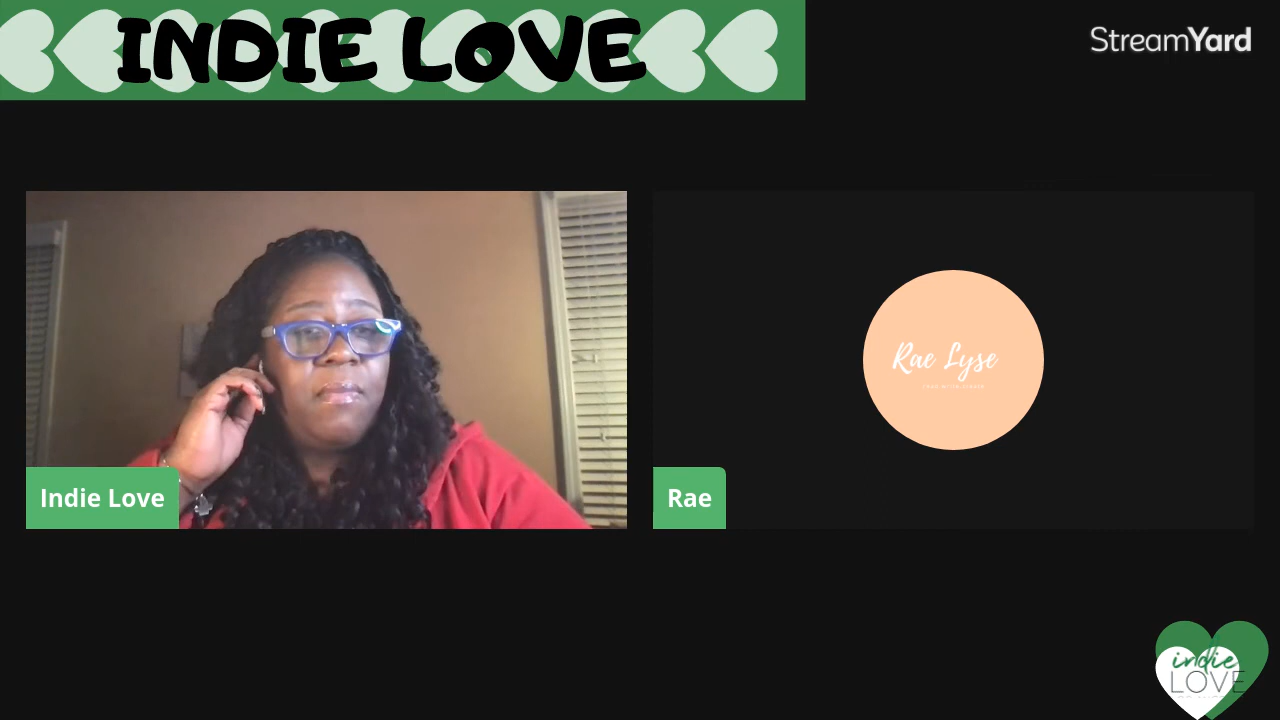 INDIE LOVE
StreamYard
Rae Lyse
Indie Love
Rae
indie
LOVE